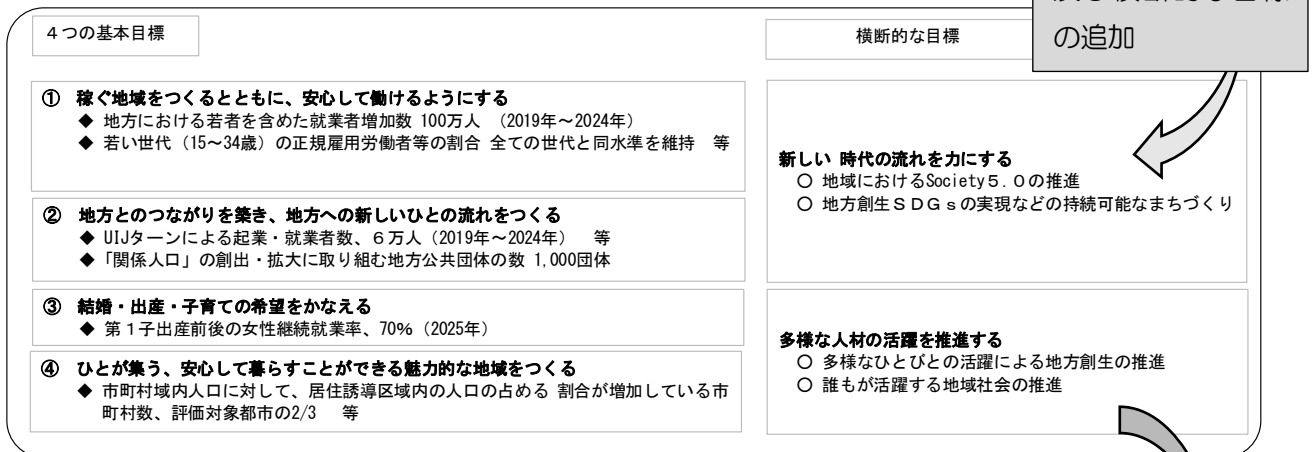 4つの基本目標
① 稼ぐ地域をつくるとともに、安心して働けるようにする
◆ 地方における若者を含めた就業者増加数 100万人 （2019年～2024年）
◆ 若い世代（15～34歳）の正規雇用労働者等の割合 全ての世代と同水準を維持 等
② 地方とのつながりを築き、地方への新しいひとの流れをつくる
◆ UIJターンによる起業・就業者数、６万人（2019年～2024年） 等
◆ 「関係人口」の創出・拡大に取り組む地方公共団体の数 1,000団体
③ 結婚・出産・子育ての希望をかなえる
◆ 第１子出産前後の女性継続就業率、70%（2025年）
④ ひとが集う、安心して暮らすことができる魅力的な地域をつくる
◆ 市町村域内人口に対して、居住誘導区域内の人口の占める 割合が増加している市
町村数、評価対象都市の2/3 等
横断的な目標
の追加
新しい 時代の流れを力にする
○ 地域におけるSociety５.０の推進
○ 地方創生ＳＤＧｓの実現などの持続可能なまちづくり
多様な人材の活躍を推進する
○ 多様なひとびとの活躍による地方創生の推進
○ 誰もが活躍する地域社会の推進